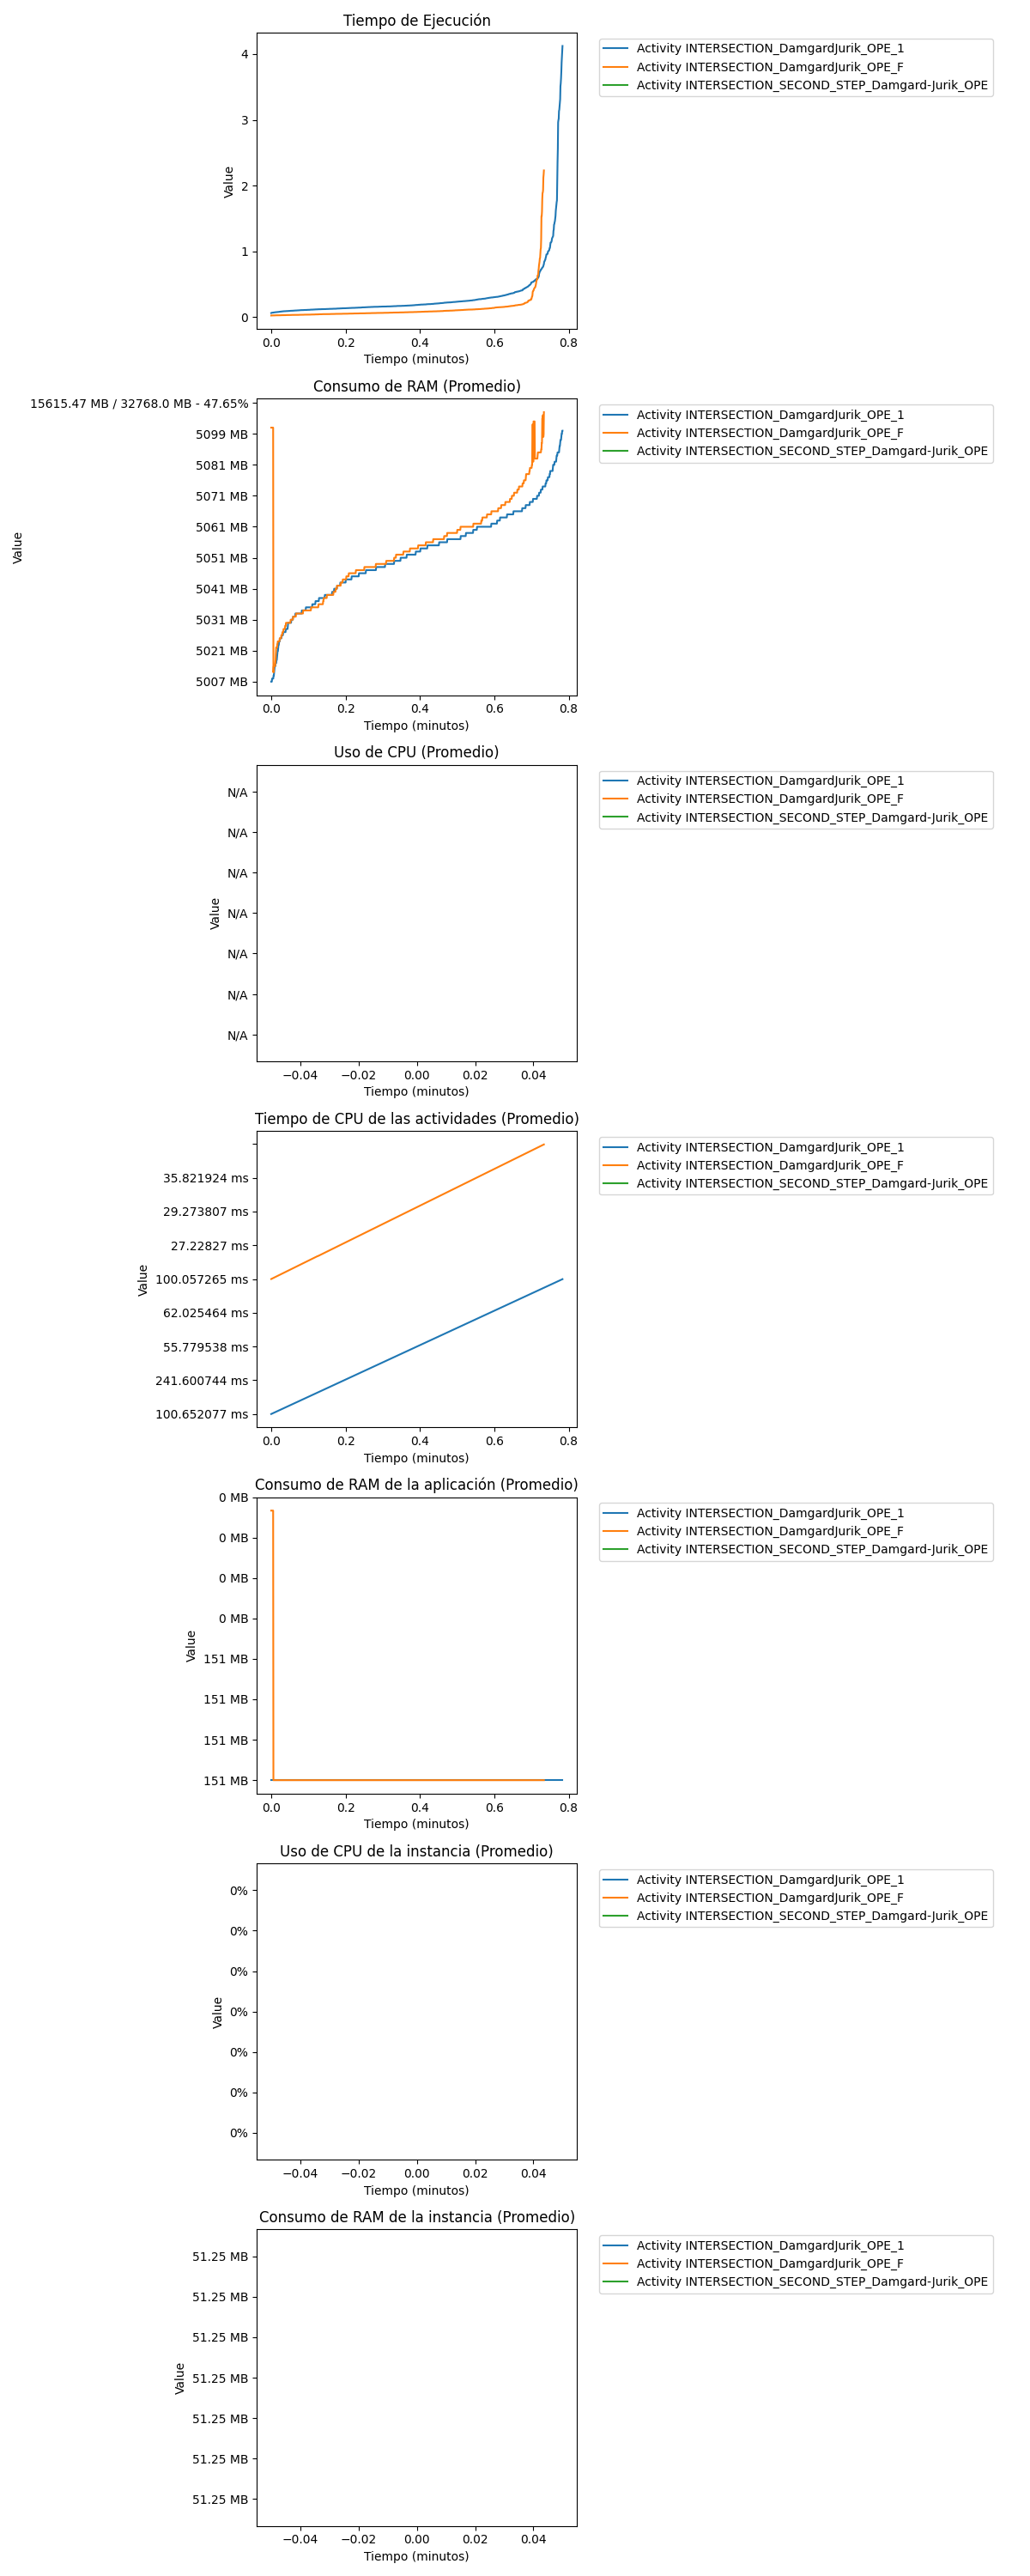 Tiempo de Ejecución
4
3
2
1
0
Value
0.0 0.2 0.4 0.6 0.8
Tiempo (minutos)
Activity INTERSECTION_DamgardJurik_OPE_1
Activity INTERSECTION_DamgardJurik_OPE_F
Activity INTERSECTION_SECOND_STEP_Damgard-Jurik_OPE
Consumo de RAM (Promedio)
15615.47 MB / 32768.0 MB - 47.65%
5099 MB
5081 MB
5071 MB
5061 MB
5051 MB
5041 MB
5031 MB
5021 MB
5007 MB
Value
0.0 0.2 0.4 0.6 0.8
Tiempo (minutos)
Activity INTERSECTION_DamgardJurik_OPE_1
Activity INTERSECTION_DamgardJurik_OPE_F
Activity INTERSECTION_SECOND_STEP_Damgard-Jurik_OPE
Uso de CPU (Promedio)
N/A
N/A
N/A
N/A
N/A
N/A
N/A
Value
−0.04 −0.02 0.00 0.02 0.04
Tiempo (minutos)
Activity INTERSECTION_DamgardJurik_OPE_1
Activity INTERSECTION_DamgardJurik_OPE_F
Activity INTERSECTION_SECOND_STEP_Damgard-Jurik_OPE
Tiempo de CPU de las actividades (Promedio)
35.821924 ms
29.273807 ms
27.22827 ms
100.057265 ms
62.025464 ms
55.779538 ms
241.600744 ms
100.652077 ms
Value
0.0 0.2 0.4 0.6 0.8
Tiempo (minutos)
Activity INTERSECTION_DamgardJurik_OPE_1
Activity INTERSECTION_DamgardJurik_OPE_F
Activity INTERSECTION_SECOND_STEP_Damgard-Jurik_OPE
Consumo de RAM de la aplicación (Promedio)
0 MB
0 MB
0 MB
0 MB
151 MB
151 MB
151 MB
151 MB
Value
0.0 0.2 0.4 0.6 0.8
Tiempo (minutos)
Activity INTERSECTION_DamgardJurik_OPE_1
Activity INTERSECTION_DamgardJurik_OPE_F
Activity INTERSECTION_SECOND_STEP_Damgard-Jurik_OPE
Uso de CPU de la instancia (Promedio)
0%
0%
0%
0%
0%
0%
0%
Value
−0.04 −0.02 0.00 0.02 0.04
Tiempo (minutos)
Activity INTERSECTION_DamgardJurik_OPE_1
Activity INTERSECTION_DamgardJurik_OPE_F
Activity INTERSECTION_SECOND_STEP_Damgard-Jurik_OPE
Consumo de RAM de la instancia (Promedio)
51.25 MB
51.25 MB
51.25 MB
51.25 MB
51.25 MB
51.25 MB
51.25 MB
Value
−0.04 −0.02 0.00 0.02 0.04
Tiempo (minutos)
Activity INTERSECTION_DamgardJurik_OPE_1
Activity INTERSECTION_DamgardJurik_OPE_F
Activity INTERSECTION_SECOND_STEP_Damgard-Jurik_OPE